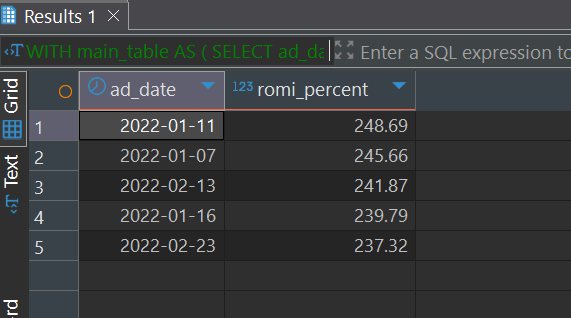 Results 1
WITH main_table AS ( SELECT ad_da
Enter a SQL expression to
Grid
Text
ad_date 123 romi_percent
1 2022-01-11 248.69
2 2022-01-07 245.66
3 2022-02-13 241.87
4 2022-01-16 239.79
5 2022-02-23 237.32
rd